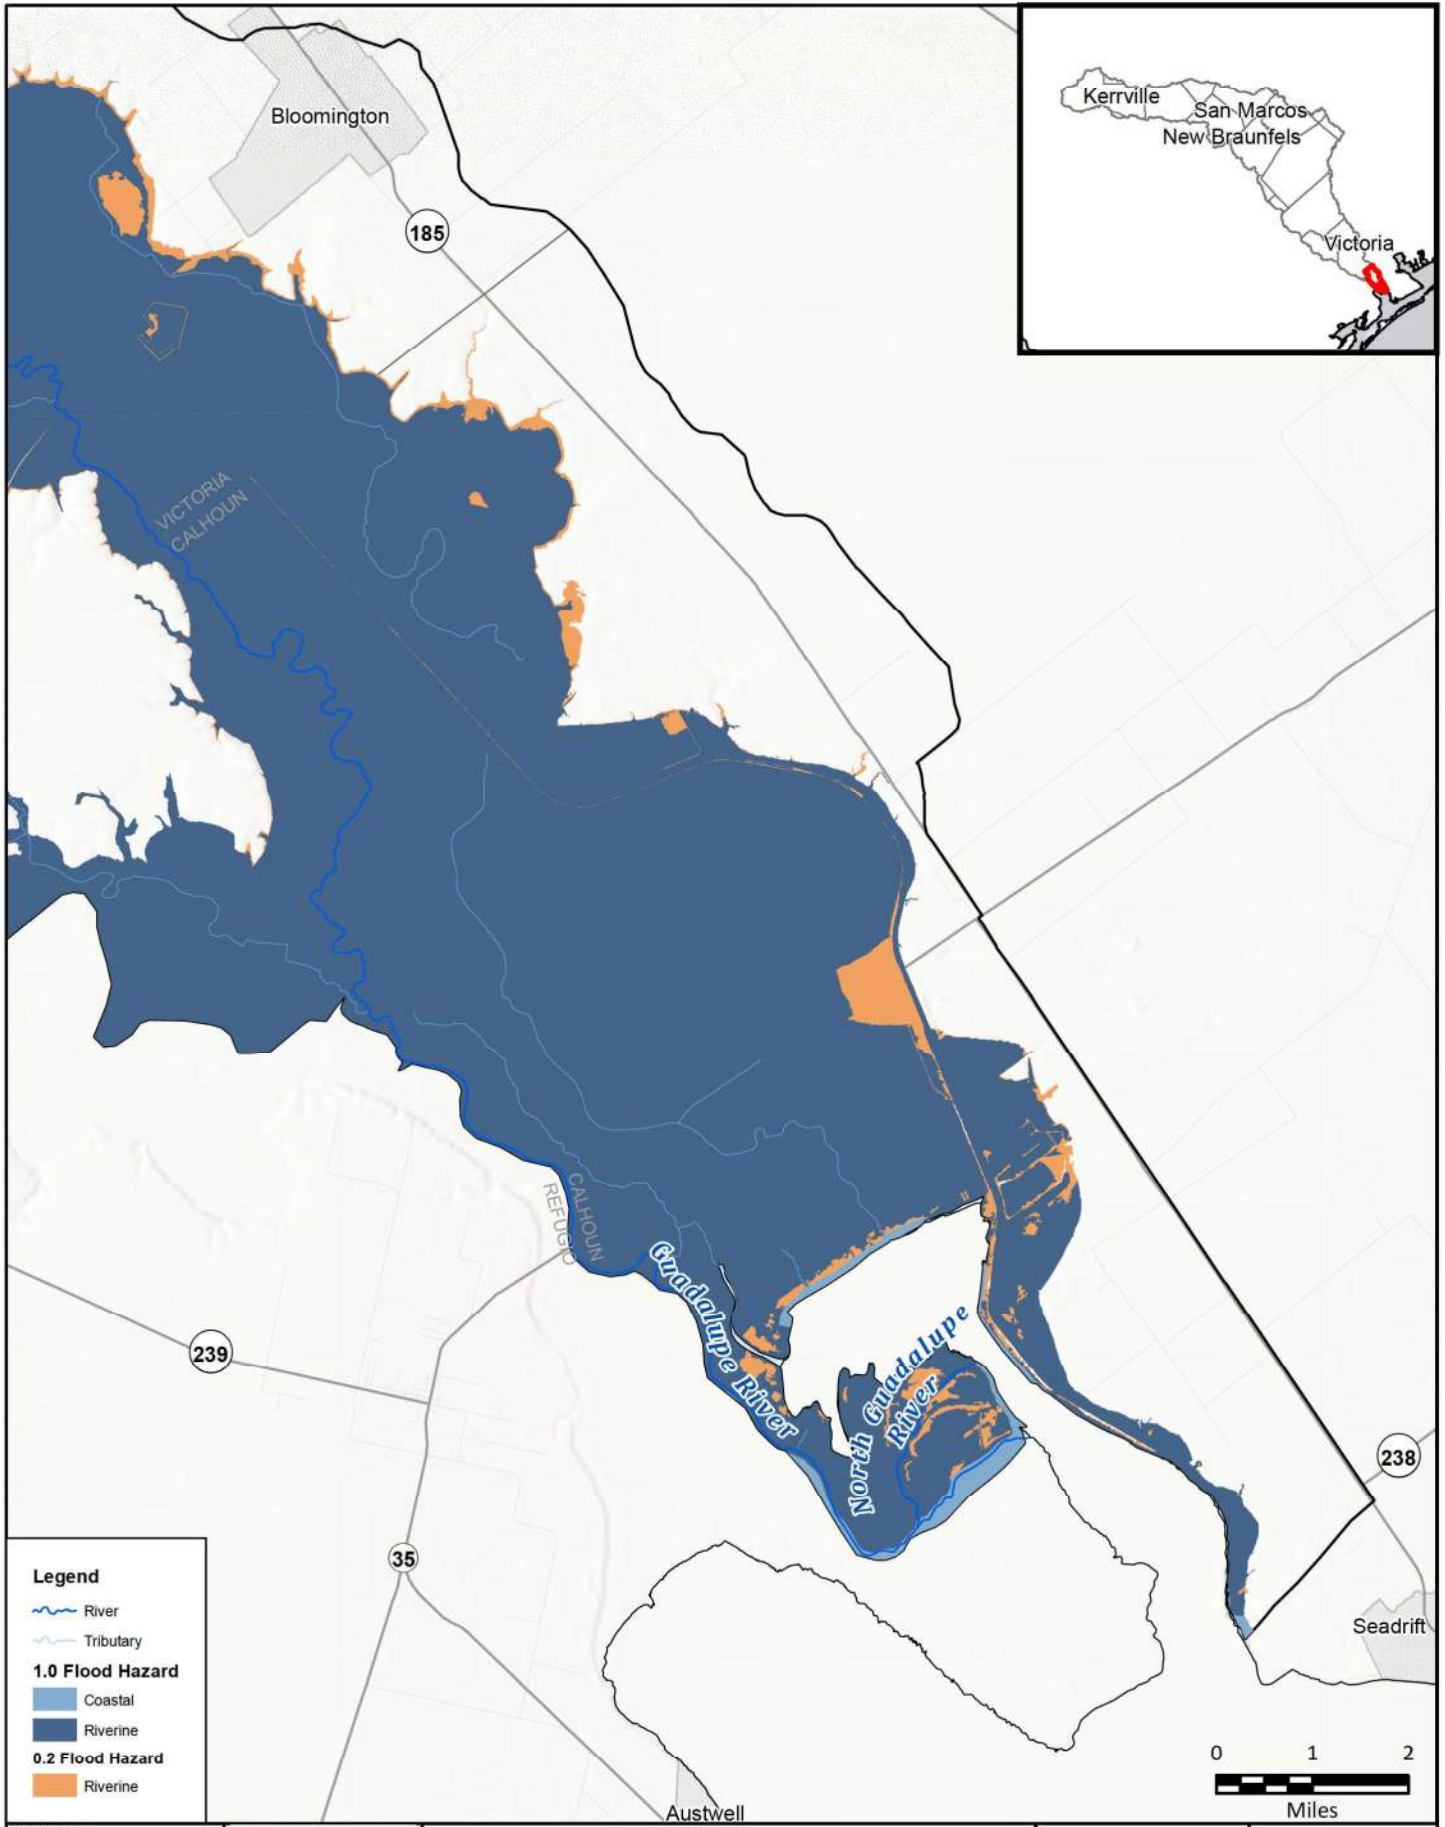 Bloomington
Kerrville
San Marcos
New Braunfels
Victoria
185
VICTORIA
CALHOUN
CALHOUN
REFUGIO
Guadalupe River
North Guadalupe
River
239
238
35
Seadrift
Austwell
Legend
River
Tributary
1.0 Flood Hazard
Coastal
Riverine
0.2 Flood Hazard
Riverine
0 1 2
Miles